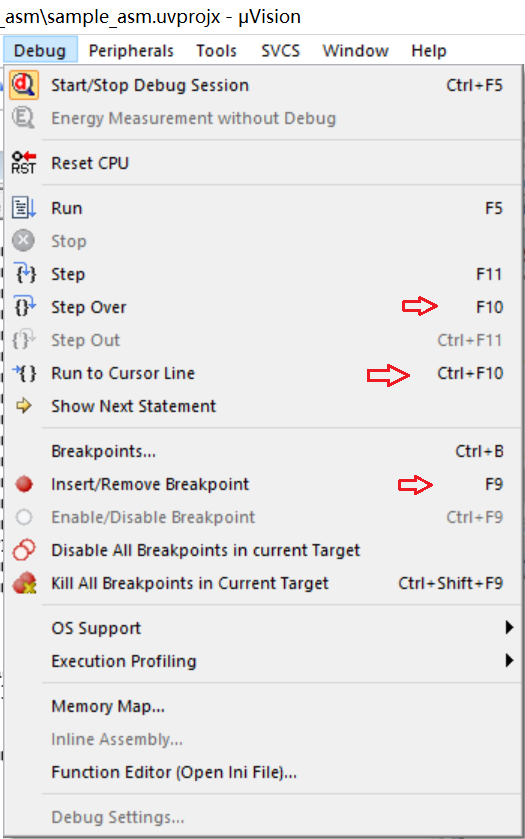 _asm\sample_asm.uvprojx - µVision
Debug Peripherals Tools SVCS Window Help
Start/Stop Debug Session Ctrl+F5
Energy Measurement without Debug
RST Reset CPU
Run F5
Stop
Step F11
Step Over F10
Step Out Ctrl+F11
Run to Cursor Line Ctrl+F10
Show Next Statement
Breakpoints... Ctrl+B
Insert/Remove Breakpoint F9
Enable/Disable Breakpoint Ctrl+F9
Disable All Breakpoints in current Target
Kill All Breakpoints in Current Target Ctrl+Shift+F9
OS Support
Execution Profiling
Memory Map...
Inline Assembly...
Function Editor (Open Ini File)...
Debug Settings...